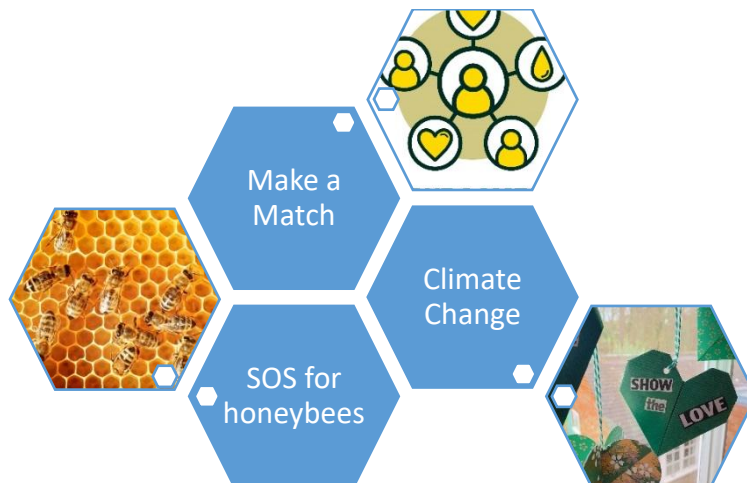 Make a
Match
Climate
Change
SOS for
honeybees
SHOW
the
LOVE